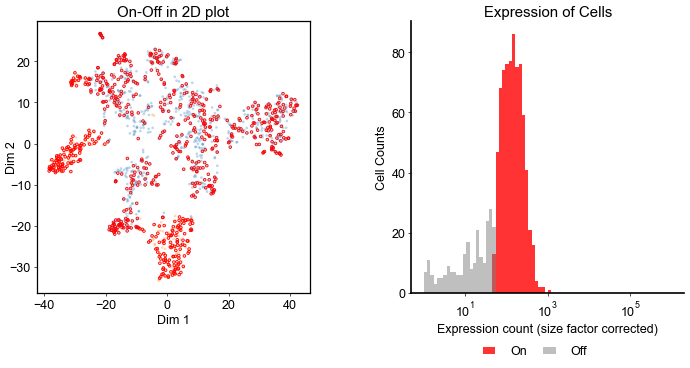 On-Off in 2D plot
20
10
0
−10
−20
−30
Dim 2
−40
−20
0
20
40
Dim 1
Expression of Cells
80
60
40
20
0
Cell Counts
10^1
10^3
10^5
Expression count (size factor corrected)
On
Off